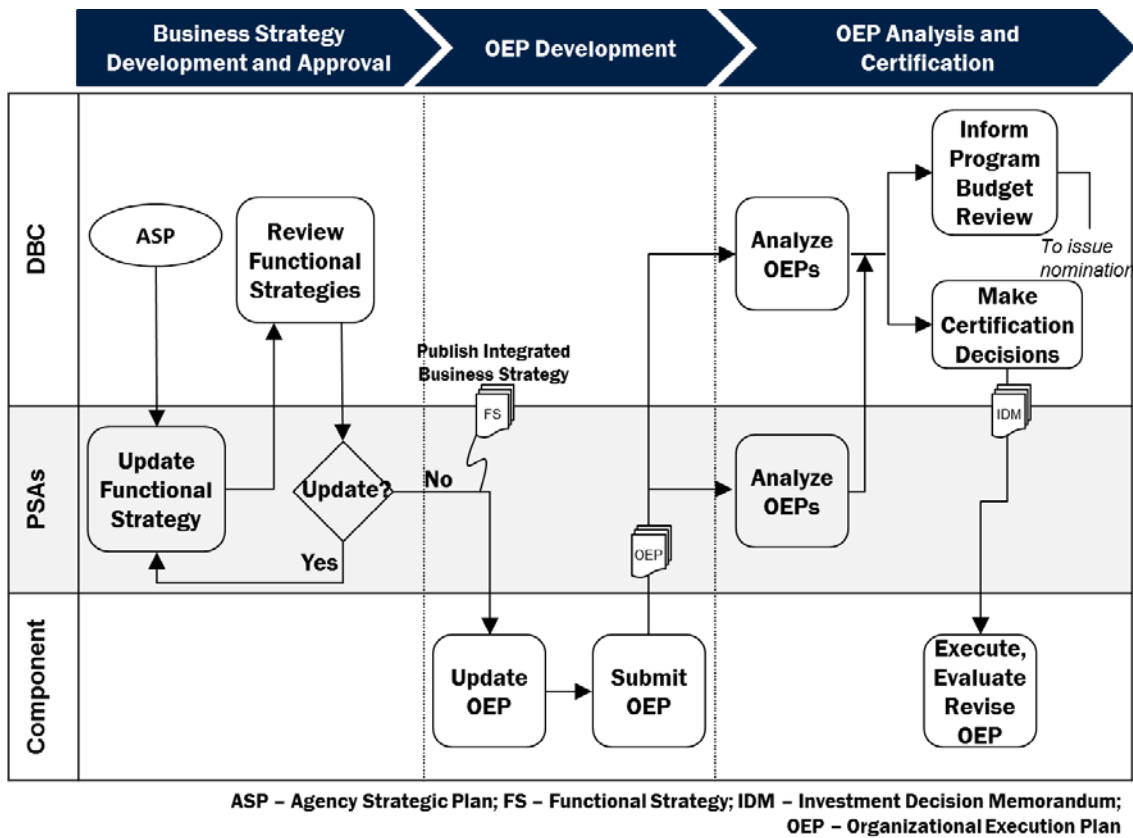 Business Strategy
Development and Approval
OEP Development
OEP Analysis and
Certification
DBC
ASP
Review
Functional
Strategies
Publish Integrated
Business Strategy
FS
Analyze
OEPs
Inform
Program
Budget
Review
To issue
nomination
Make
Certification
Decisions
IDM
PSAs
Update
Functional
Strategy
Update?
No
Yes
OEP
Analyze
OEPs
Component
Update
OEP
Submit
OEP
Execute,
Evaluate
Revise
OEP
ASP – Agency Strategic Plan; FS – Functional Strategy; IDM – Investment Decision Memorandum;
OEP – Organizational Execution Plan